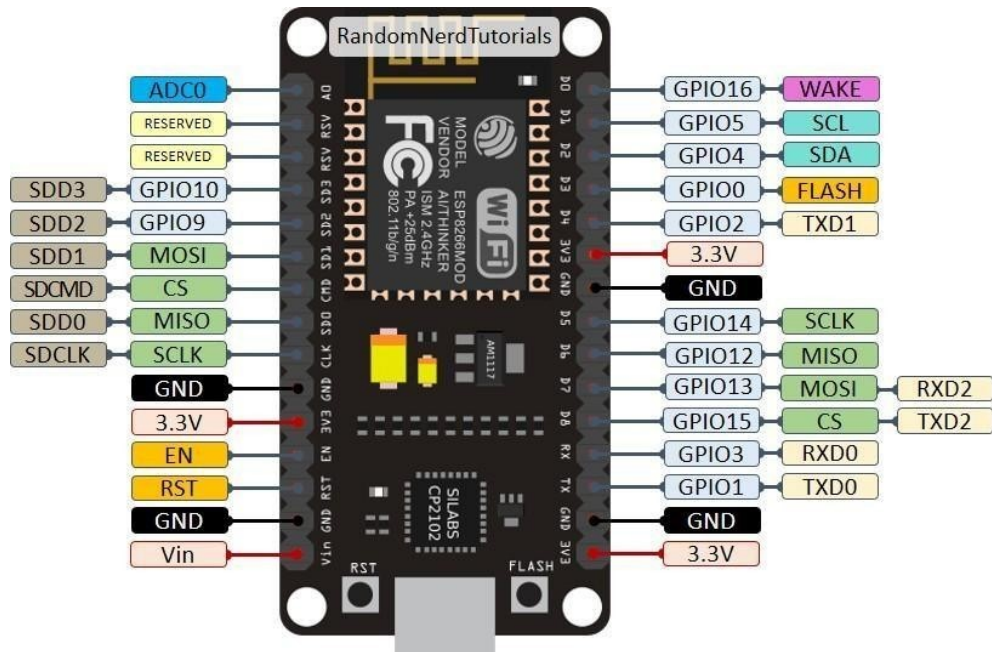 RandomNerdTutorials
ADC0 A0 D0 GPIO16 WAKE
RESERVED RSV D1 GPIO5 SCL
RESERVED RSV D2 GPIO4 SDA
SDD3 GPIO10 SD3 D3 GPIO0 FLASH
SDD2 GPIO9 SD2 D4 GPIO2 TXD1
SDD1 MOSI SD1 3V3 3.3V
SDCMD CS CMD GND GND
SDD0 MISO SD0 D5 GPIO14 SCLK
SDCLK SCLK CLK D6 GPIO12 MISO
GND GND D7 GPIO13 MOSI RXD2
3.3V 3V3 D8 GPIO15 CS TXD2
EN EN RX GPIO3 RXD0
RST RST TX GPIO1 TXD0
GND GND GND GND
Vin Vin 3V3 3.3V
FC
MODEL ESP8266MOD
VENDOR AI/THINKER
ISM 2.4GHz
PA +25dBm
802.11b/g/n
WiFi
AM1117
SILABS
CP2102
RST
FLASH